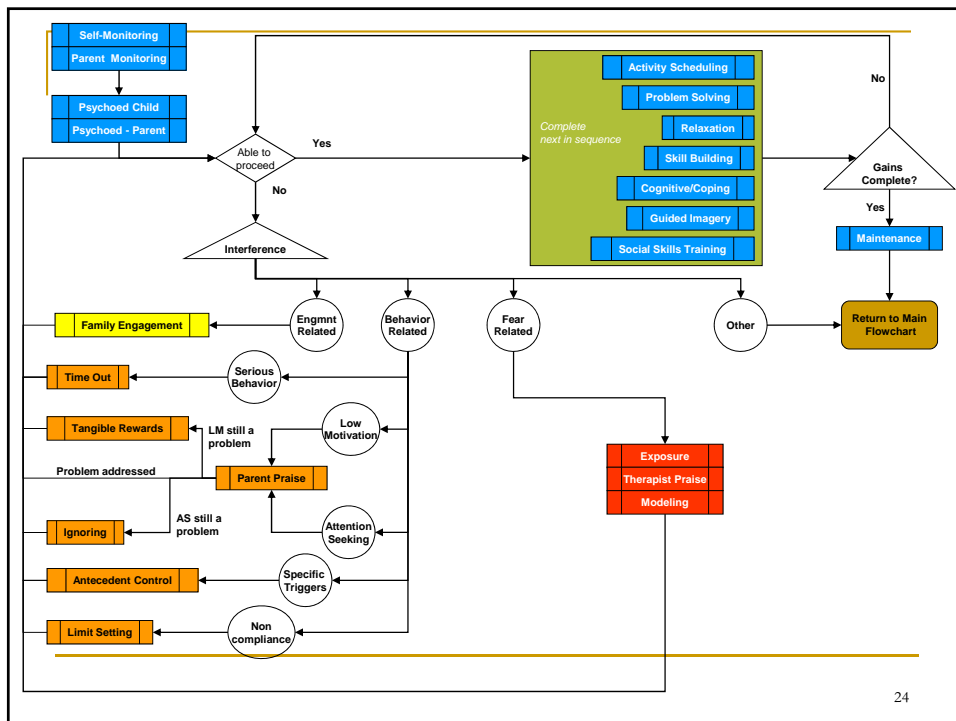 Self-Monitoring
Parent Monitoring
Psychoed Child
Psychoed - Parent
Able to
proceed
Yes
No
Interference
Complete
next in sequence
Activity Scheduling
Problem Solving
Relaxation
Skill Building
Cognitive/Coping
Guided Imagery
Social Skills Training
No
Gains
Complete?
Yes
Maintenance
Return to Main
Flowchart
Family Engagement
Engmnt
Related
Behavior
Related
Fear
Related
Other
Time Out
Serious
Behavior
Tangible Rewards
LM still a
problem
Low
Motivation
Problem addressed
Parent Praise
Exposure
Therapist Praise
Modeling
Ignoring
AS still a
problem
Attention
Seeking
Antecedent Control
Specific
Triggers
Limit Setting
Non
compliance
24